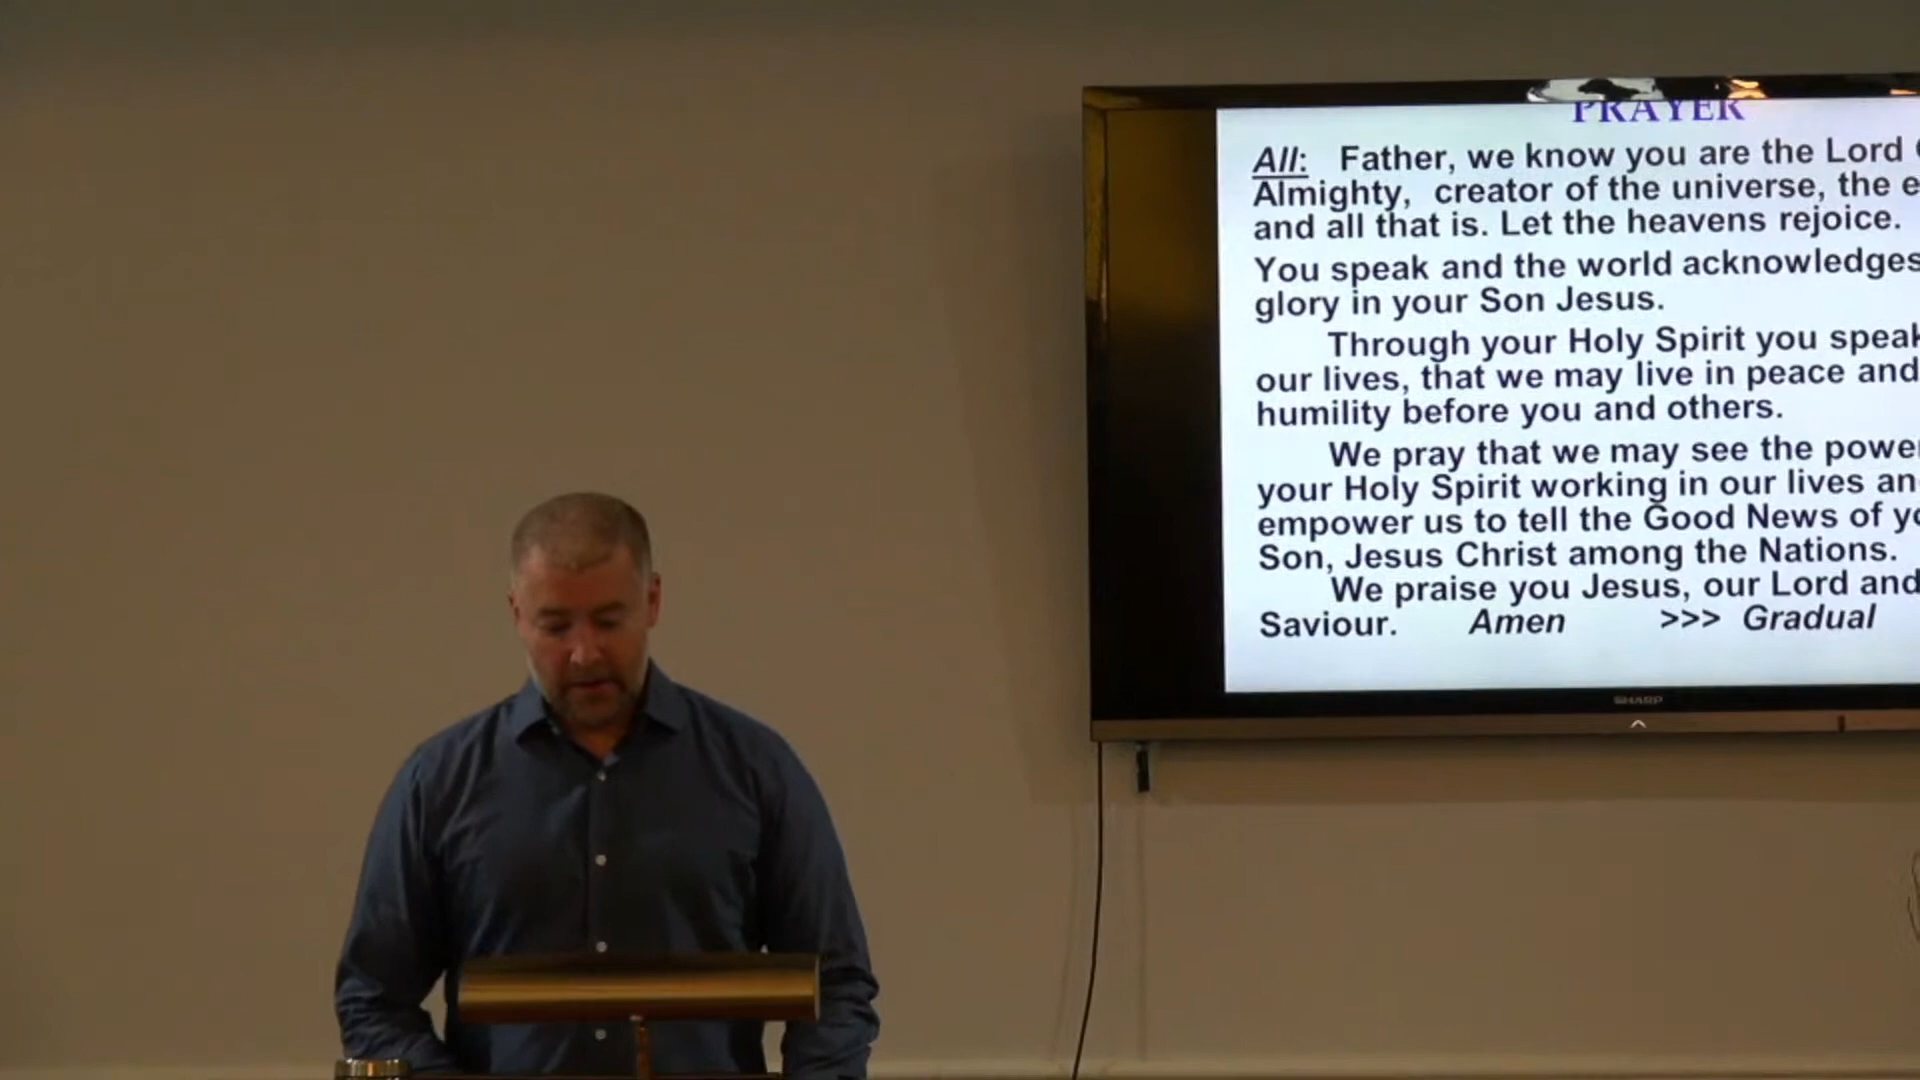 PRAYER
All: Father, we know you are the Lord
Almighty, creator of the universe, the
and all that is. Let the heavens rejoice.
You speak and the world acknowledges
glory in your Son Jesus.
Through your Holy Spirit you speak
our lives, that we may live in peace and
humility before you and others.
We pray that we may see the power
your Holy Spirit working in our lives
empower us to tell the Good News of
Son, Jesus Christ among the Nations.
We praise you Jesus, our Lord and
Saviour. Amen >>> Gradual
SHARP